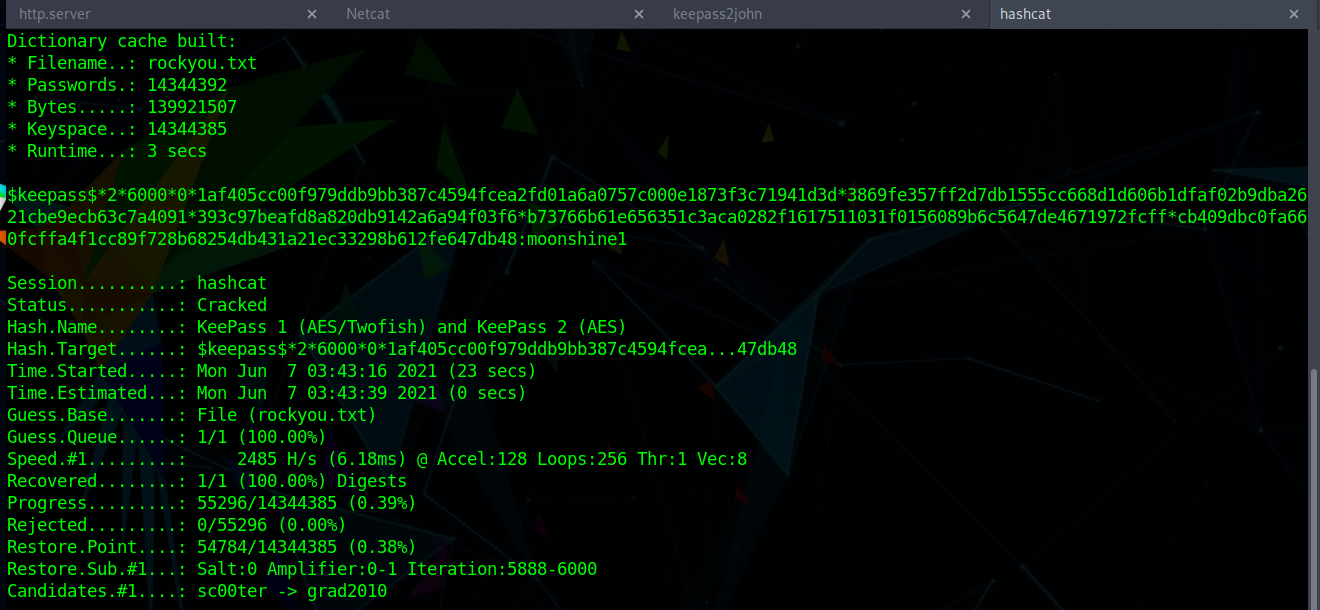 http.server × Netcat × keepass2john × hashcat ×
Dictionary cache built:
* Filename..: rockyou.txt
* Passwords.: 14344392
* Bytes.....: 139921507
* Keyspace..: 14344385
* Runtime...: 3 secs
$keepass$*2*6000*0*1af405cc00f979ddb9bb387c4594fcea2fd01a6a0757c000e1873f3c71941d3d*3869fe357ff2d7db1555cc668d1d606b1dfaf02b9dba26
21cbe9ecb63c7a4091*393c97beafd8a820db9142a6a94f03f6*b73766b61e656351c3aca0282f1617511031f0156089b6c5647de4671972fcff*cb409dbc0fa66
0fcffa4f1cc89f728b68254db431a21ec33298b612fe647db48:moonshine1
Session..........: hashcat
Status...........: Cracked
Hash.Name........: KeePass 1 (AES/Twofish) and KeePass 2 (AES)
Hash.Target......: $keepass$*2*6000*0*1af405cc00f979ddb9bb387c4594fcea...47db48
Time.Started.....: Mon Jun  7 03:43:16 2021 (23 secs)
Time.Estimated...: Mon Jun  7 03:43:39 2021 (0 secs)
Guess.Base.......: File (rockyou.txt)
Guess.Queue......: 1/1 (100.00%)
Speed.#1.........:     2485 H/s (6.18ms) @ Accel:128 Loops:256 Thr:1 Vec:8
Recovered........: 1/1 (100.00%) Digests
Progress.........: 55296/14344385 (0.39%)
Rejected.........: 0/55296 (0.00%)
Restore.Point....: 54784/14344385 (0.38%)
Restore.Sub.#1...: Salt:0 Amplifier:0-1 Iteration:5888-6000
Candidates.#1....: sc00ter -> grad2010